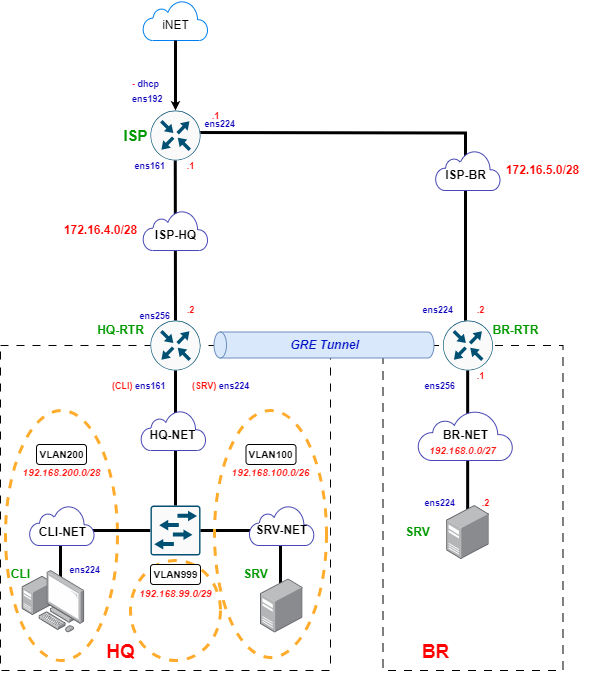 iNET
- dhcp
ens192
.1
ens224
ISP
ens161
.1
ISP-BR
172.16.5.0/28
172.16.4.0/28
ISP-HQ
ens256
.2
ens224
.2
HQ-RTR
GRE Tunnel
BR-RTR
(CLI) ens161
(SRV) ens224
ens256
.1
HQ-NET
BR-NET
192.168.0.0/27
VLAN200
192.168.200.0/28
VLAN100
192.168.100.0/26
ens224
.2
CLI-NET
SRV-NET
SRV
CLI
ens224
VLAN999
192.168.99.0/29
SRV
HQ
BR